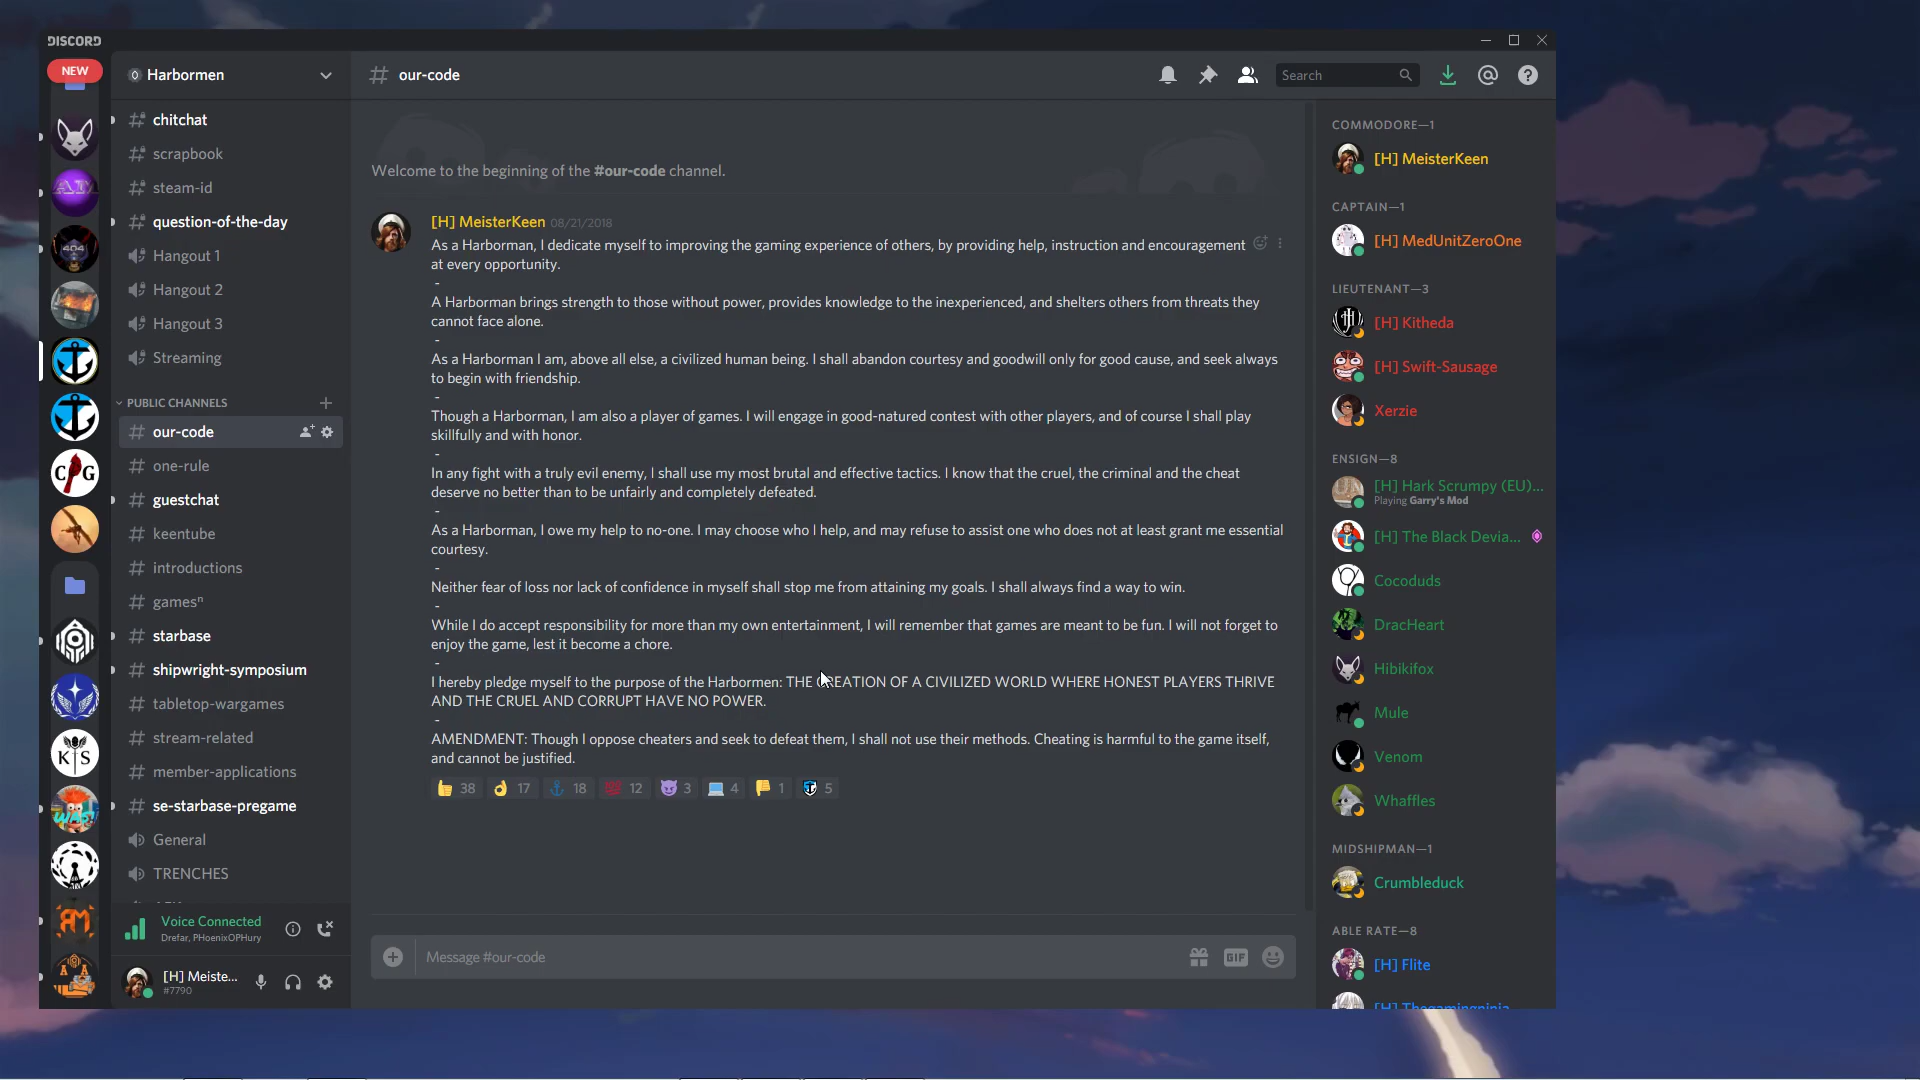 DISCORD
NEW
Harbormen
chitchat
scrapbook
steam-id
question-of-the-day
Hangout 1
Hangout 2
Hangout 3
Streaming
PUBLIC CHANNELS
our-code
one-rule
guestchat
keentube
introductions
gamesⁿ
starbase
shipwright-symposium
tabletop-wargames
stream-related
member-applications
se-starbase-pregame
General
TRENCHES
Voice Connected
Drefar, PHoenixOPHury
[H] Meiste...
#7790
AM
404
C G
K S
# our-code
Search
Welcome to the beginning of the #our-code channel.
[H] MeisterKeen 08/21/2018
As a Harborman, I dedicate myself to improving the gaming experience of others, by providing help, instruction and encouragement
at every opportunity.
-
A Harborman brings strength to those without power, provides knowledge to the inexperienced, and shelters others from threats they
cannot face alone.
-
As a Harborman I am, above all else, a civilized human being. I shall abandon courtesy and goodwill only for good cause, and seek always
to begin with friendship.
-
Though a Harborman, I am also a player of games. I will engage in good-natured contest with other players, and of course I shall play
skillfully and with honor.
-
In any fight with a truly evil enemy, I shall use my most brutal and effective tactics. I know that the cruel, the criminal and the cheat
deserve no better than to be unfairly and completely defeated.
-
As a Harborman, I owe my help to no-one. I may choose who I help, and may refuse to assist one who does not at least grant me essential
courtesy.
-
Neither fear of loss nor lack of confidence in myself shall stop me from attaining my goals. I shall always find a way to win.
-
While I do accept responsibility for more than my own entertainment, I will remember that games are meant to be fun. I will not forget to
enjoy the game, lest it become a chore.
-
I hereby pledge myself to the purpose of the Harbormen: THE CREATION OF A CIVILIZED WORLD WHERE HONEST PLAYERS THRIVE
AND THE CRUEL AND CORRUPT HAVE NO POWER.
-
AMENDMENT: Though I oppose cheaters and seek to defeat them, I shall not use their methods. Cheating is harmful to the game itself,
and cannot be justified.
38 17 18 12 3 4 1 5
Message #our-code
GIF
COMMODORE—1
[H] MeisterKeen
CAPTAIN—1
[H] MedUnitZeroOne
LIEUTENANT—3
[H] Kitheda
[H] Swift-Sausage
Xerzie
ENSIGN—8
[H] Hark Scrumpy (EU)...
Playing Garry's Mod
[H] The Black Devia...
Cocoduds
DracHeart
Hibikifox
Mule
Venom
Whaffles
MIDSHIPMAN—1
Crumbleduck
ABLE RATE—8
[H] Flite
[H] Thegamingninja